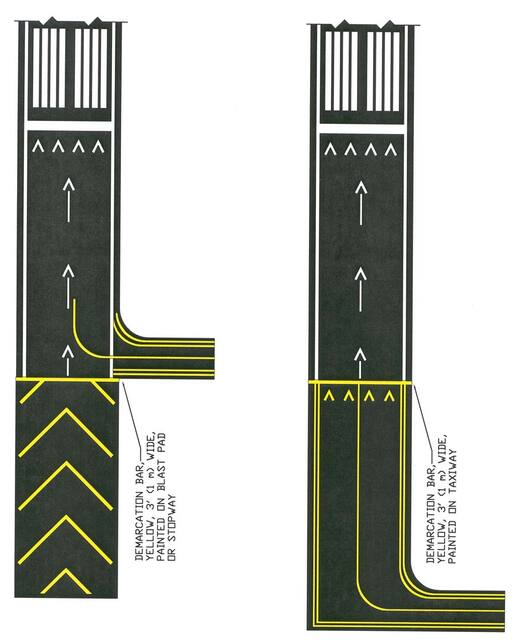 DEMARCATION BAR,
YELLOW, 3' (1 m) WIDE,
PAINTED ON BLAST PAD
OR STOPWAY
DEMARCATION BAR,
YELLOW, 3' (1 m) WIDE,
PAINTED ON TAXIWAY